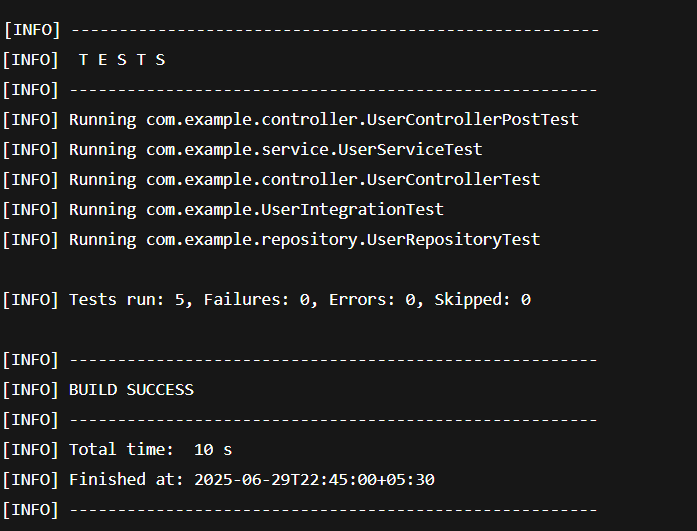 [INFO] -------------------------------------------------------
[INFO]  T E S T S
[INFO] -------------------------------------------------------
[INFO] Running com.example.controller.UserControllerPostTest
[INFO] Running com.example.service.UserServiceTest
[INFO] Running com.example.controller.UserControllerTest
[INFO] Running com.example.UserIntegrationTest
[INFO] Running com.example.repository.UserRepositoryTest
[INFO] Tests run: 5, Failures: 0, Errors: 0, Skipped: 0
[INFO] -------------------------------------------------------
[INFO] BUILD SUCCESS
[INFO] -------------------------------------------------------
[INFO] Total time:  10 s
[INFO] Finished at: 2025-06-29T22:45:00+05:30
[INFO] -------------------------------------------------------